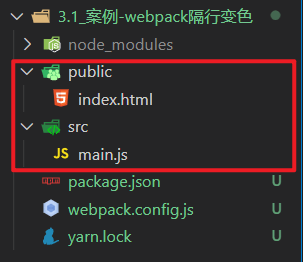 3.1_案例-webpack隔行变色
node_modules
public
index.html
src
JS main.js
package.json U
webpack.config.js U
yarn.lock U